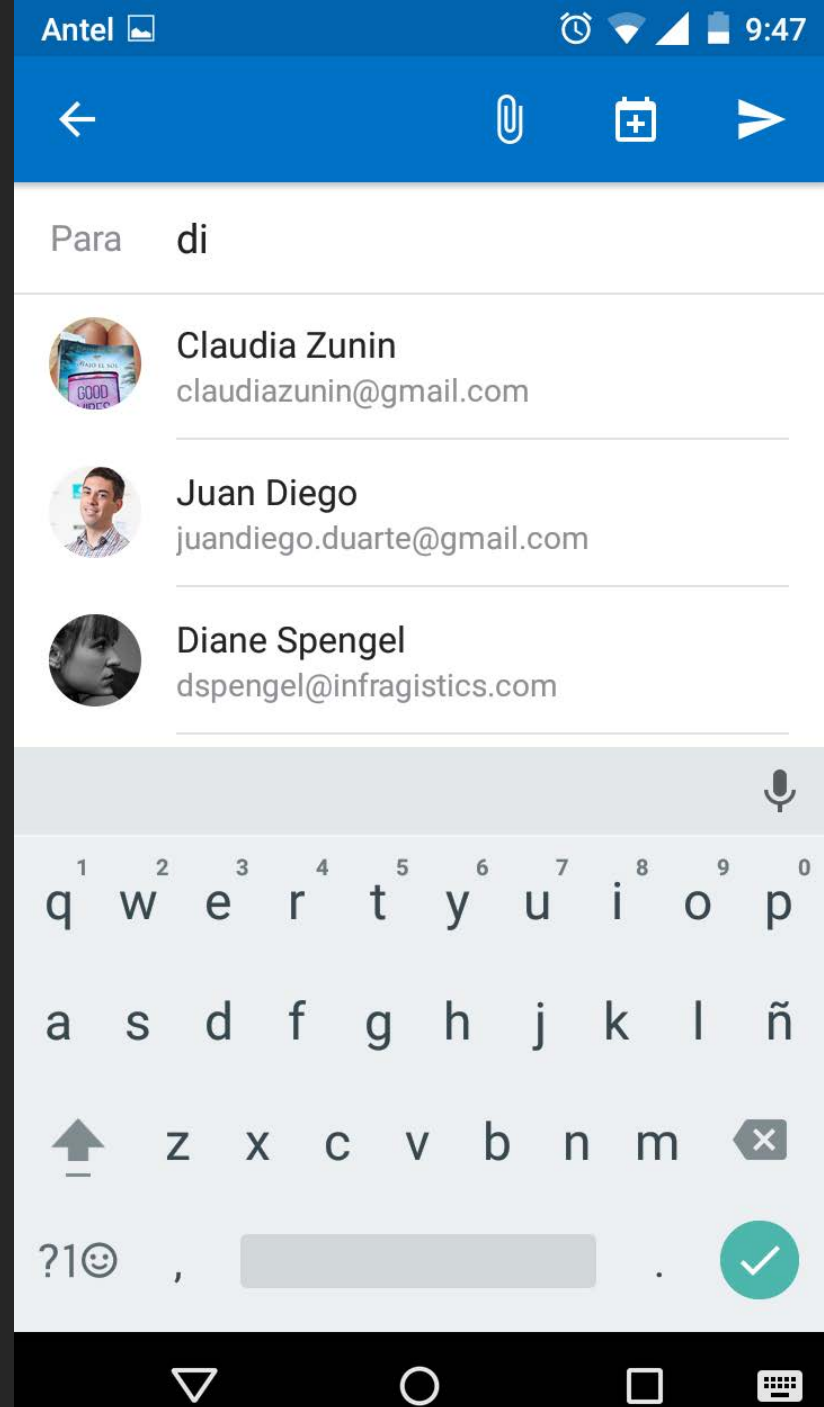 Antel 9:47
Para di
GOOD
Claudia Zunin
claudiazunin@gmail.com
Juan Diego
juandiego.duarte@gmail.com
Diane Spengel
dspengel@infragistics.com
1 2 3 4 5 6 7 8 9 0
q w e r t y u i o p
a s d f g h j k l ñ
z x c v b n m
?1☺ , .